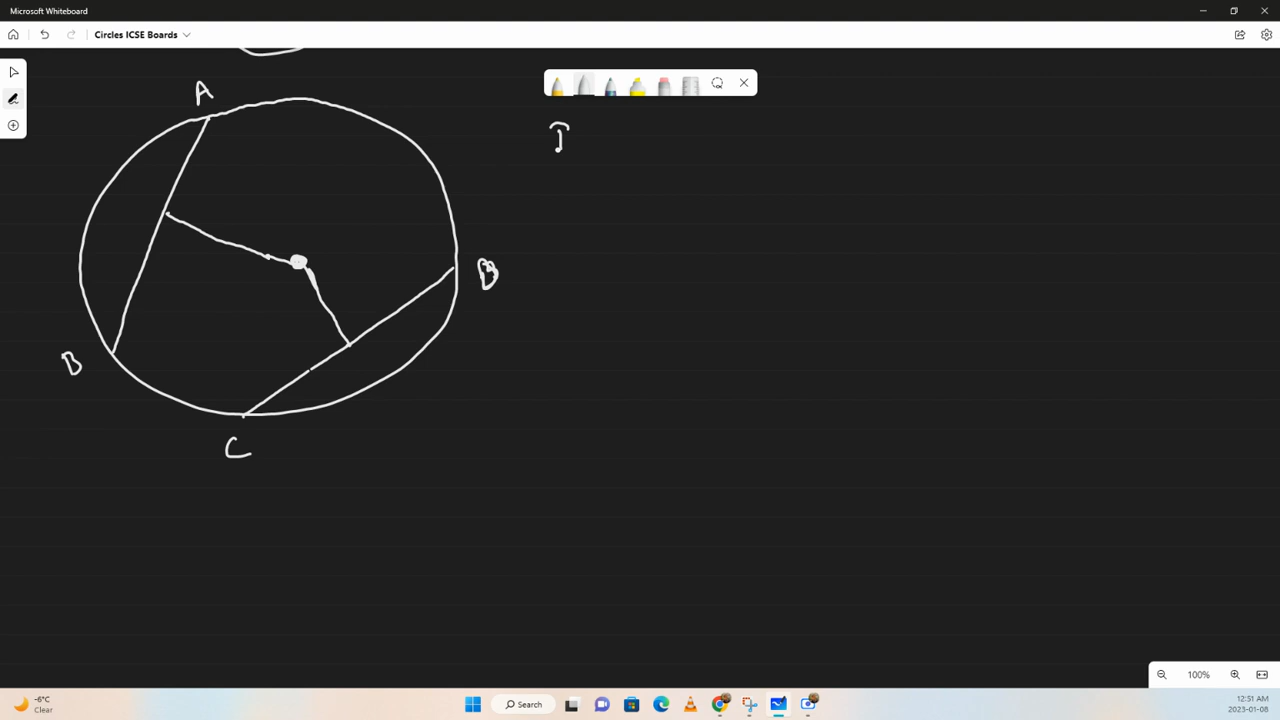 Microsoft Whiteboard
Circles ICSE Boards
A
B
C
I
100%
-6°C
Clear
Search
12:51 AM
2023-01-08